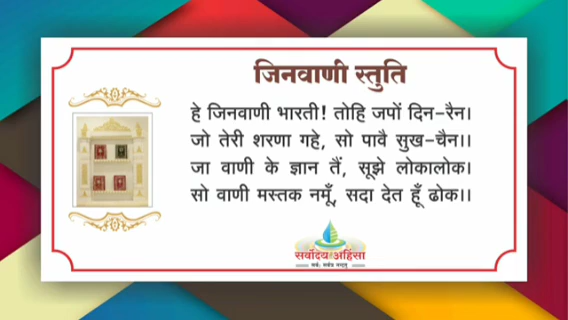 जिनवाणी स्तुति
हे जिनवाणी भारती! तोहि जपों दिन-रैन।
जो तेरी शरणा गहे, सो पावै सुख-चैन।।
जा वाणी के ज्ञान तैं, सूझे लोकालोक।
सो वाणी मस्तक नमूँ, सदा देत हूँ ढोक।।
सर्वोदय अहिंसा